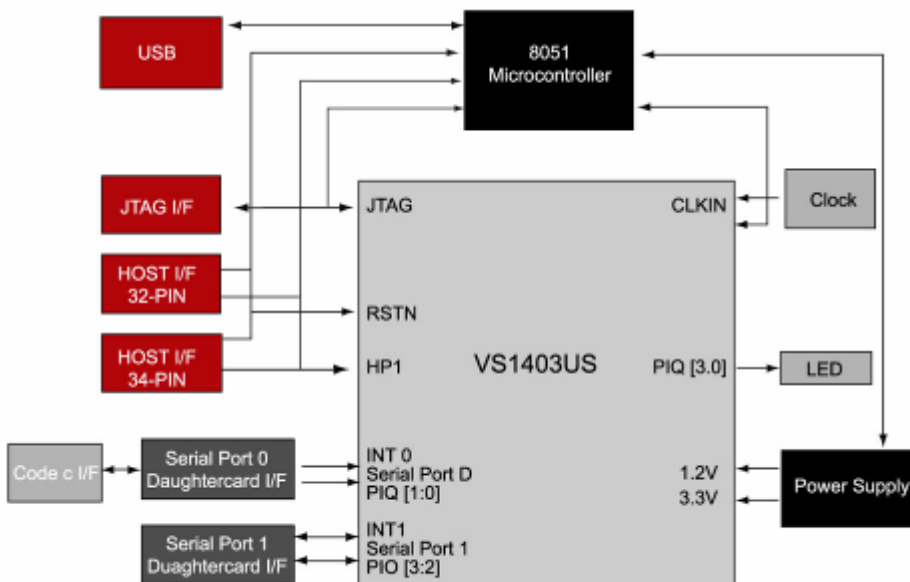 USB
8051
Microcontroller
JTAG I/F
JTAG
CLKIN
Clock
HOST I/F
32-PIN
RSTN
HOST I/F
34-PIN
HP1
VS1403US
PIQ [3.0]
LED
Code c I/F
Serial Port 0
Daughtercard I/F
INT 0
Serial Port D
PIQ [1:0]
1.2V
3.3V
Power Supply
Serial Port 1
Duaghtercard I/F
INT1
Serial Port 1
PIO [3:2]